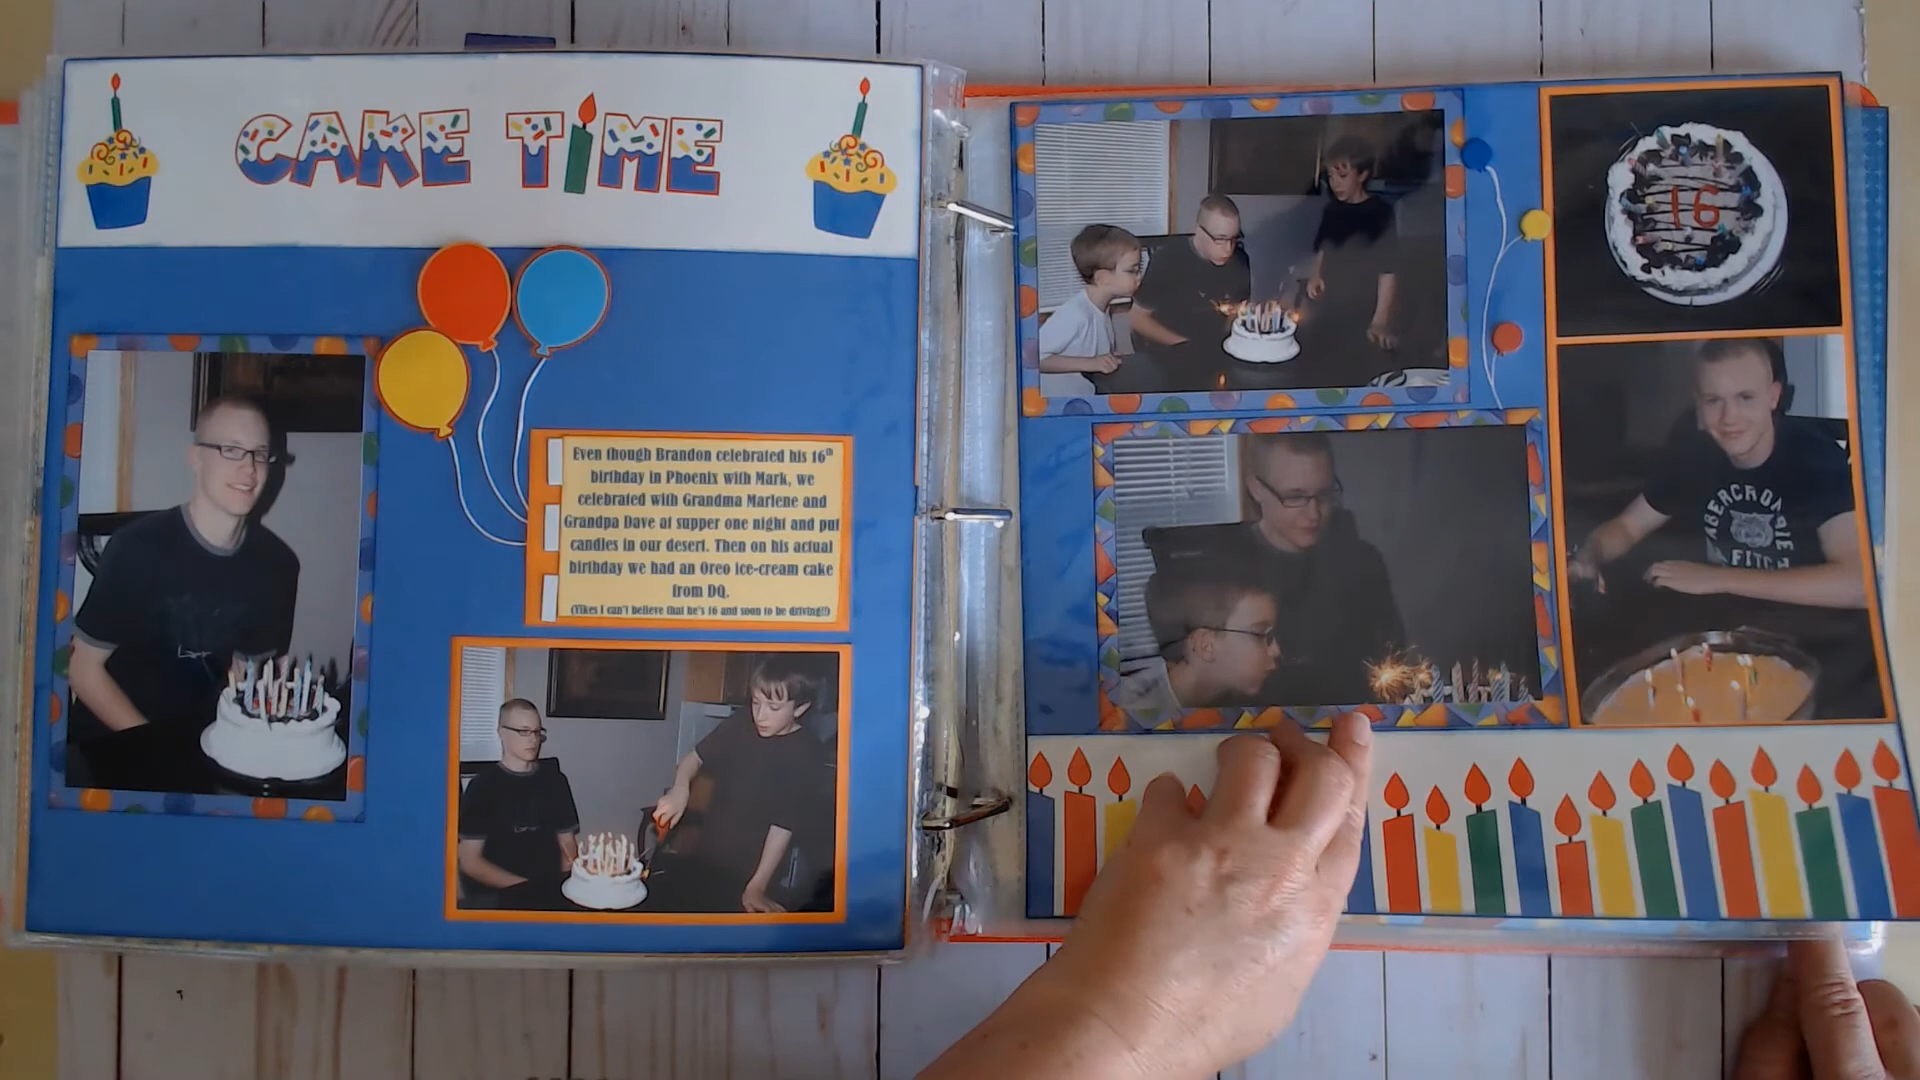 CAKE TIME
Even though Brandon celebrated his 16th
birthday in Phoenix with Mark, we
celebrated with Grandma Marlene and
Grandpa Dave at supper one night and put
candles in our desert. Then on his actual
birthday we had an Oreo ice-cream cake
from DQ.
(Yikes I can't believe that he's 16 and soon to be driving!!)
16
ABERCROMBIE
FITCH